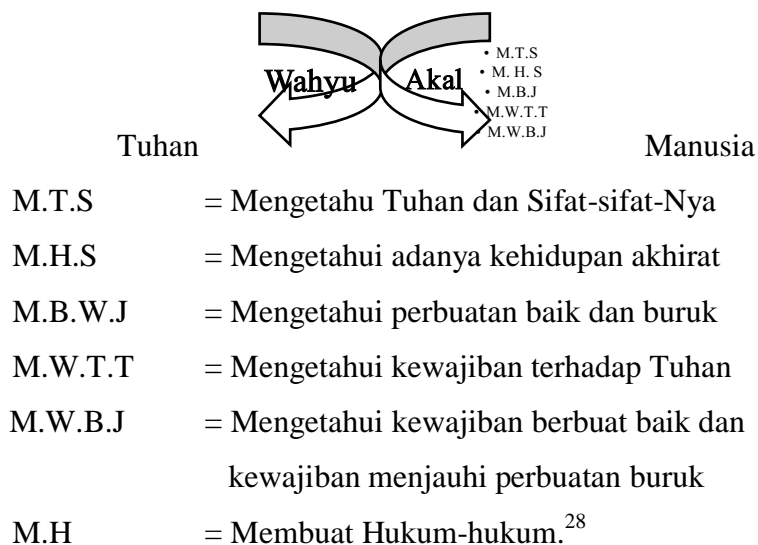 Wahyu Akal
• M.T.S
• M. H. S
• M.B.J
• M.W.T.T
• M.W.B.J
Tuhan Manusia
M.T.S = Mengetahu Tuhan dan Sifat-sifat-Nya
M.H.S = Mengetahui adanya kehidupan akhirat
M.B.W.J = Mengetahui perbuatan baik dan buruk
M.W.T.T = Mengetahui kewajiban terhadap Tuhan
M.W.B.J = Mengetahui kewajiban berbuat baik dan
kewajiban menjauhi perbuatan buruk
M.H = Membuat Hukum-hukum.28